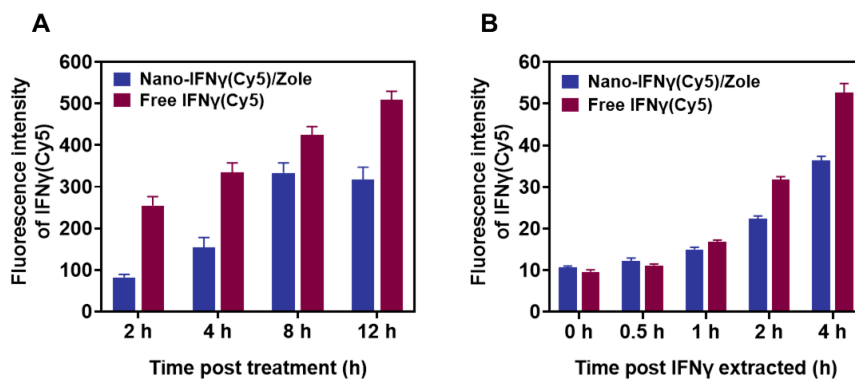 A
Fluorescence intensity
of IFNγ(Cy5)
600
500
400
300
200
100
0
Nano-IFNγ(Cy5)/Zole
Free IFNγ(Cy5)
2 h 4 h 8 h 12 h
Time post treatment (h)
B
Fluorescence intensity
of IFNγ(Cy5)
60
50
40
30
20
10
0
Nano-IFNγ(Cy5)/Zole
Free IFNγ(Cy5)
0 h 0.5 h 1 h 2 h 4 h
Time post IFNγ extracted (h)